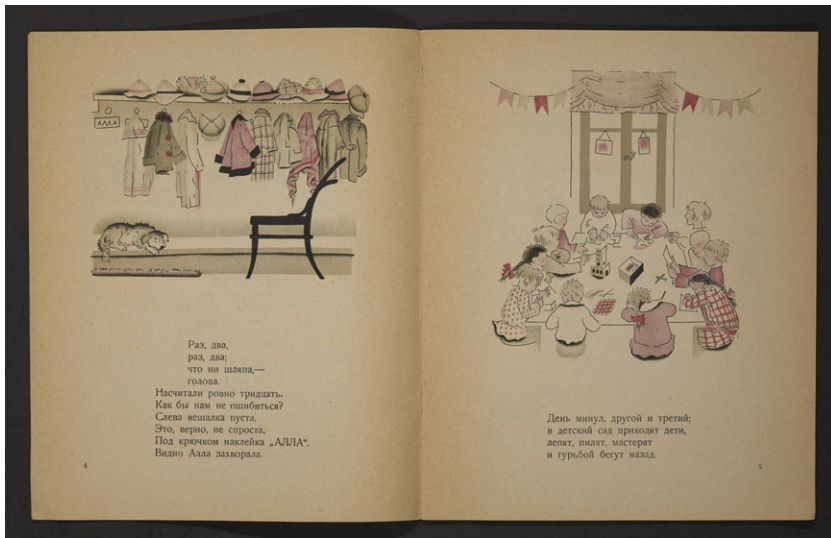 АЛЛА
Раз, два,
раз, два;
что ни шляпа,—
голова.
Насчитали ровно тридцать.
Как бы нам не ошибиться?
Слева вешалка пуста.
Это, верно, не спроста.
Под крючком наклейка „АЛЛА“.
Видно Алла захворала.
4
День минул, другой и третий;
в детский сад приходят дети,
лепят, пилят, мастерят
и гурьбой бегут назад.
5